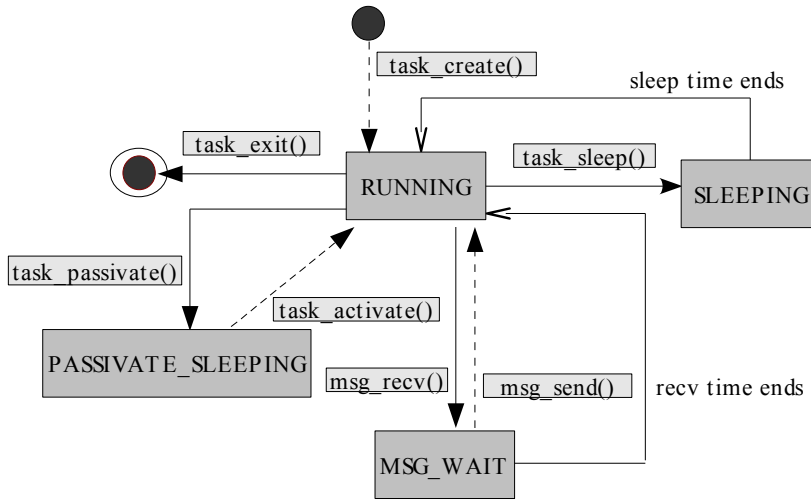 task_create()
sleep time ends
task_exit()
task_sleep()
RUNNING
SLEEPING
task_passivate()
task_activate()
PASSIVATE_SLEEPING
msg_recv()
msg_send()
recv time ends
MSG_WAIT